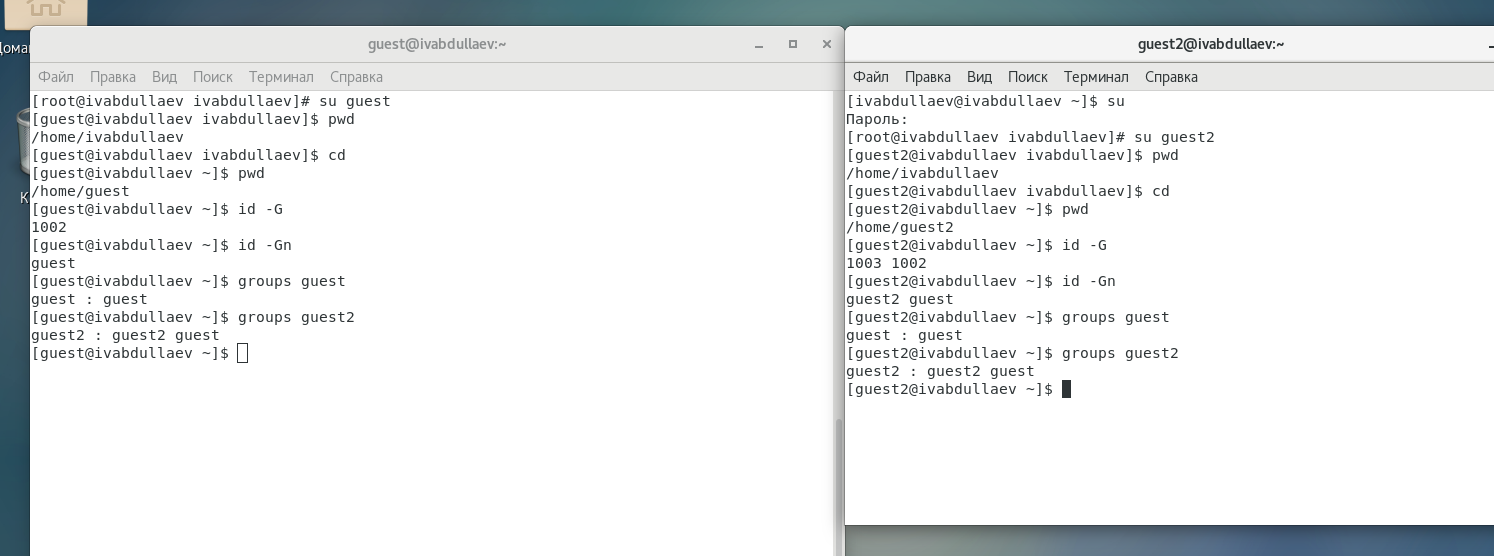 guest@ivabdullaev:~
Файл Правка Вид Поиск Терминал Справка
[root@ivabdullaev ivabdullaev]# su guest
[guest@ivabdullaev ivabdullaev]$ pwd
/home/ivabdullaev
[guest@ivabdullaev ivabdullaev]$ cd
[guest@ivabdullaev ~]$ pwd
/home/guest
[guest@ivabdullaev ~]$ id -G
1002
[guest@ivabdullaev ~]$ id -Gn
guest
[guest@ivabdullaev ~]$ groups guest
guest : guest
[guest@ivabdullaev ~]$ groups guest2
guest2 : guest2 guest
[guest@ivabdullaev ~]$
guest2@ivabdullaev:~
Файл Правка Вид Поиск Терминал Справка
[ivabdullaev@ivabdullaev ~]$ su
Пароль:
[root@ivabdullaev ivabdullaev]# su guest2
[guest2@ivabdullaev ivabdullaev]$ pwd
/home/ivabdullaev
[guest2@ivabdullaev ivabdullaev]$ cd
[guest2@ivabdullaev ~]$ pwd
/home/guest2
[guest2@ivabdullaev ~]$ id -G
1003 1002
[guest2@ivabdullaev ~]$ id -Gn
guest2 guest
[guest2@ivabdullaev ~]$ groups guest
guest : guest
[guest2@ivabdullaev ~]$ groups guest2
guest2 : guest2 guest
[guest2@ivabdullaev ~]$